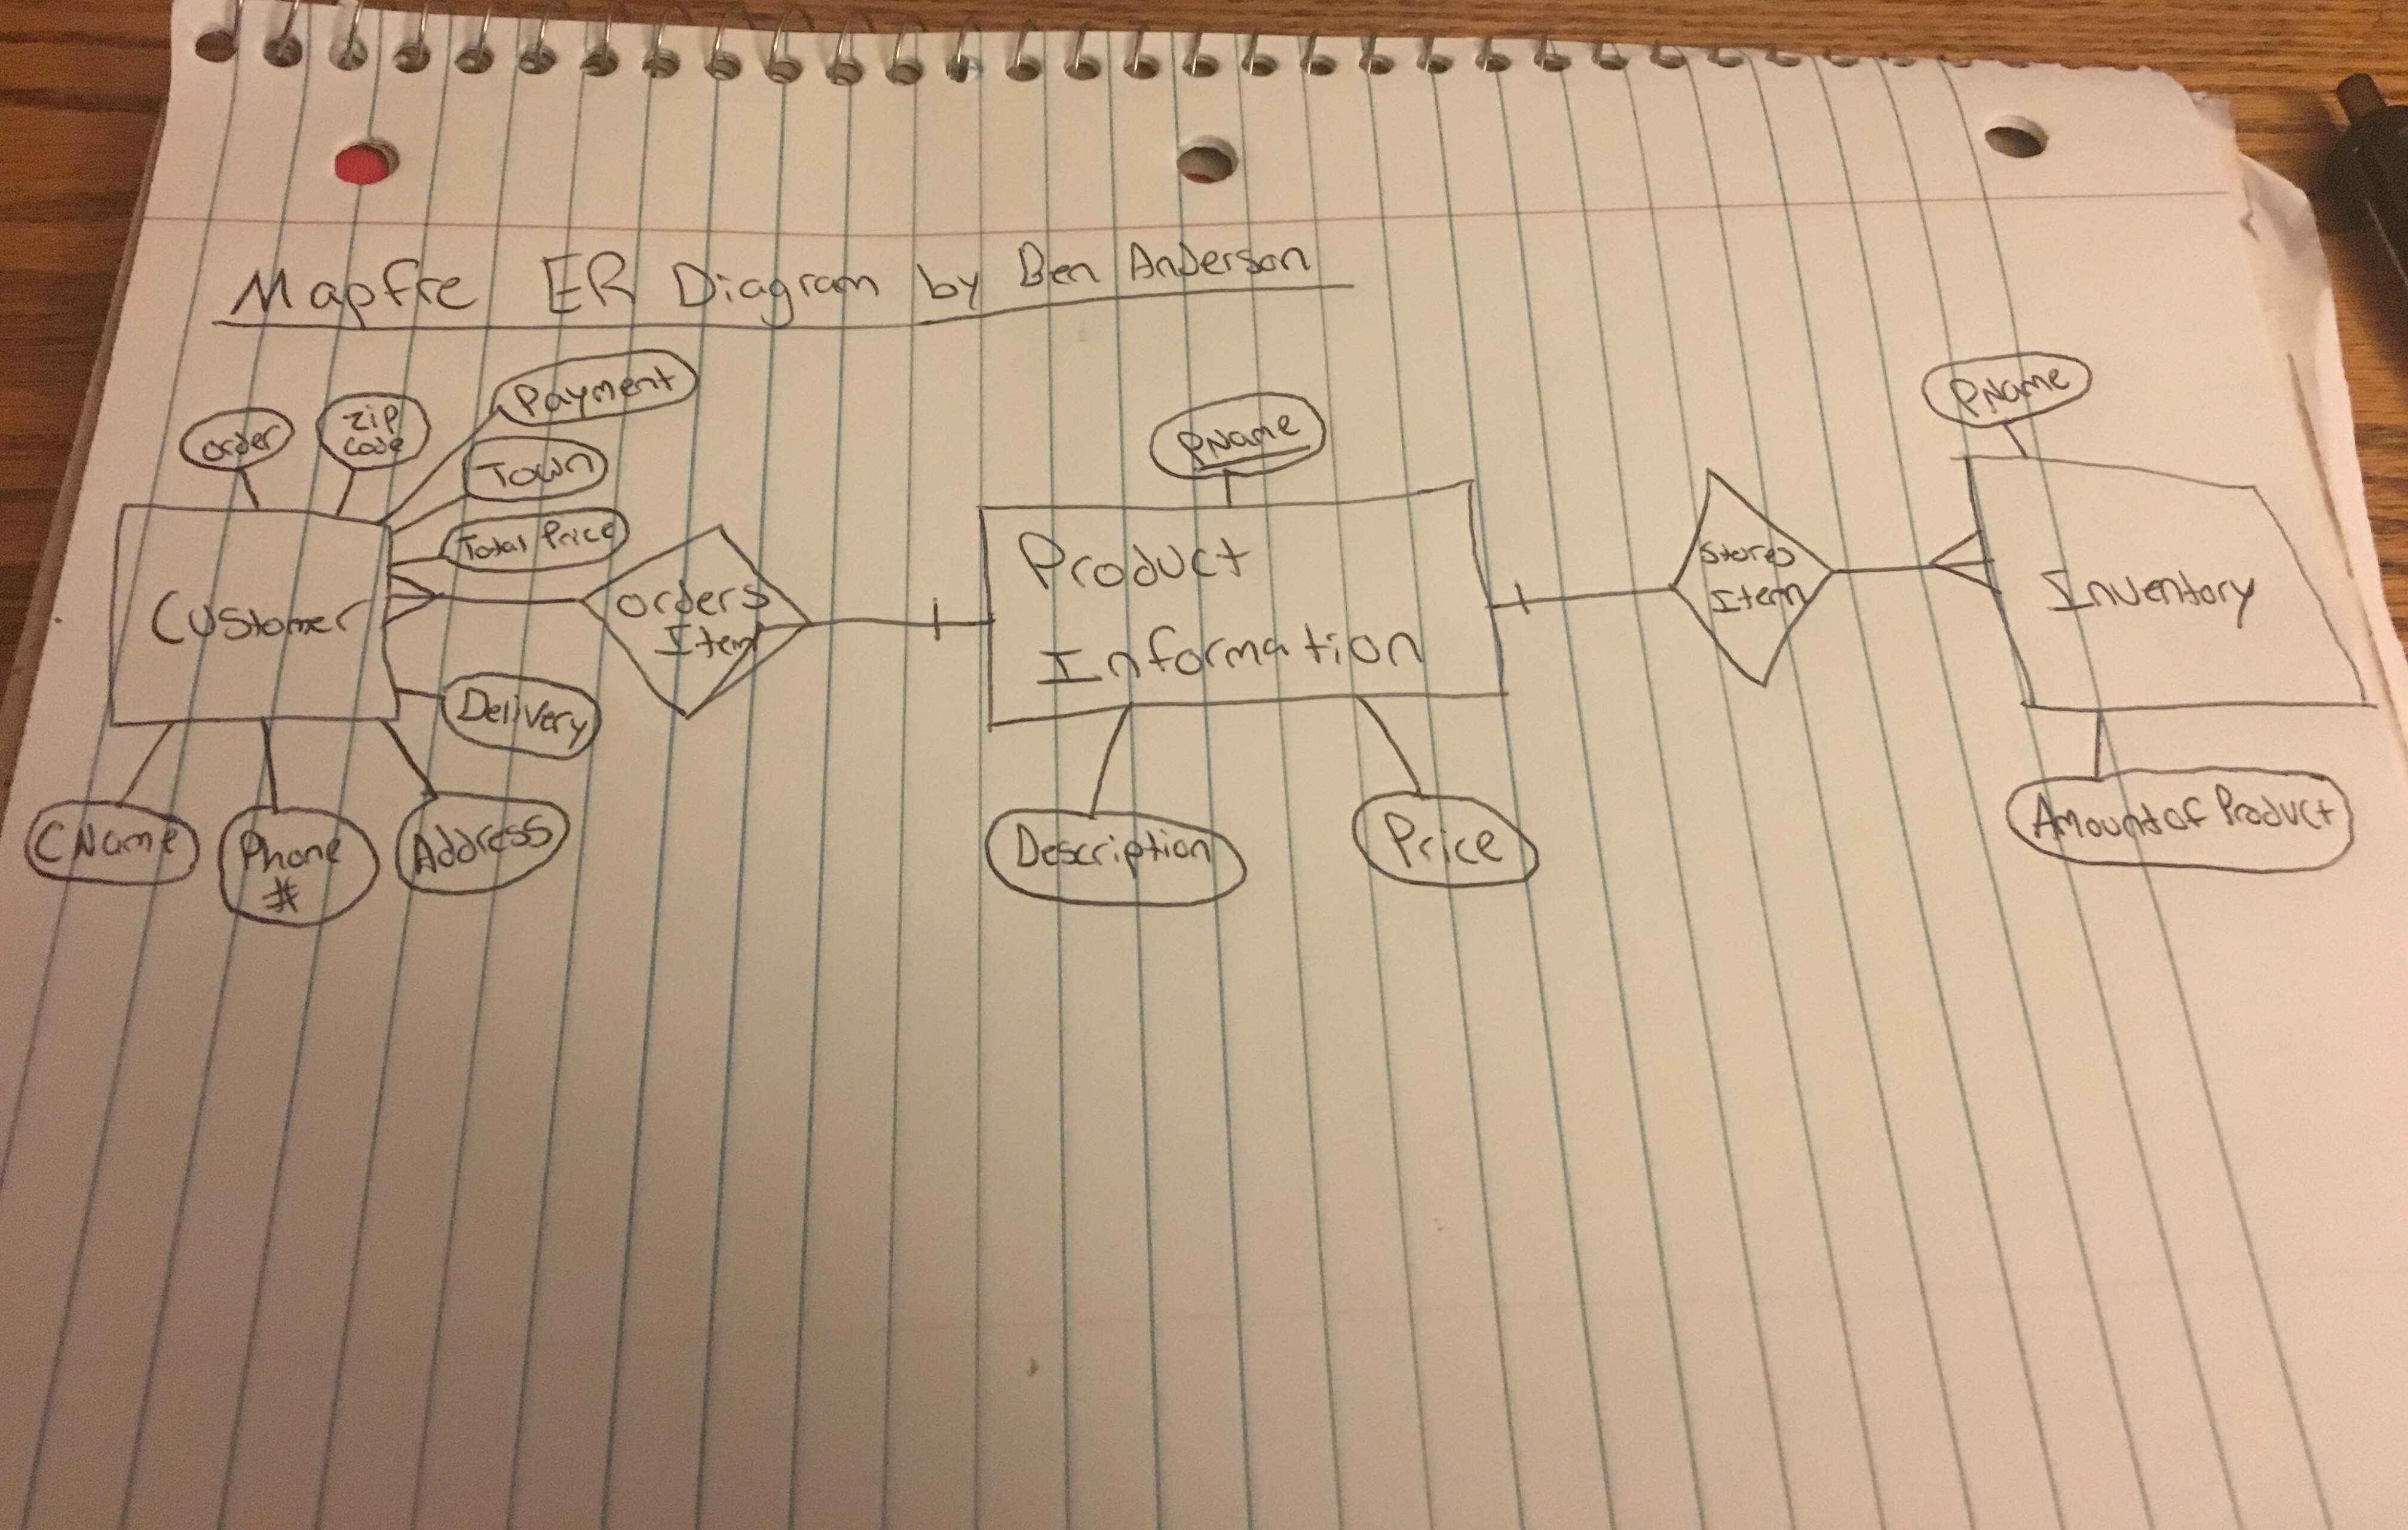 Mapfre ER Diagram by Ben Anderson
Order
Zip
Code
Payment
Town
Total Price
Customer
Orders
Item
Delivery
CName
Phone
#
Address
PName
Product
Information
Description
Price
Stores
Item
PName
Inventory
Amount of Product